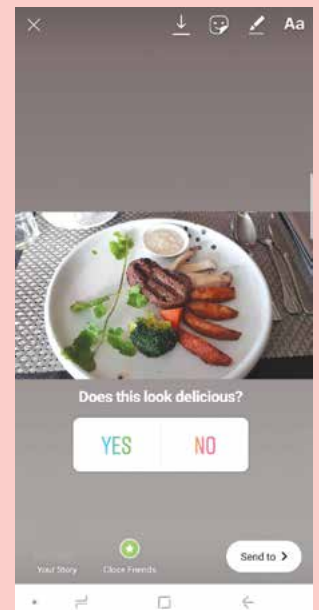 Aa
Does this look delicious?
YES NO
Your Story Close Friends Send to >